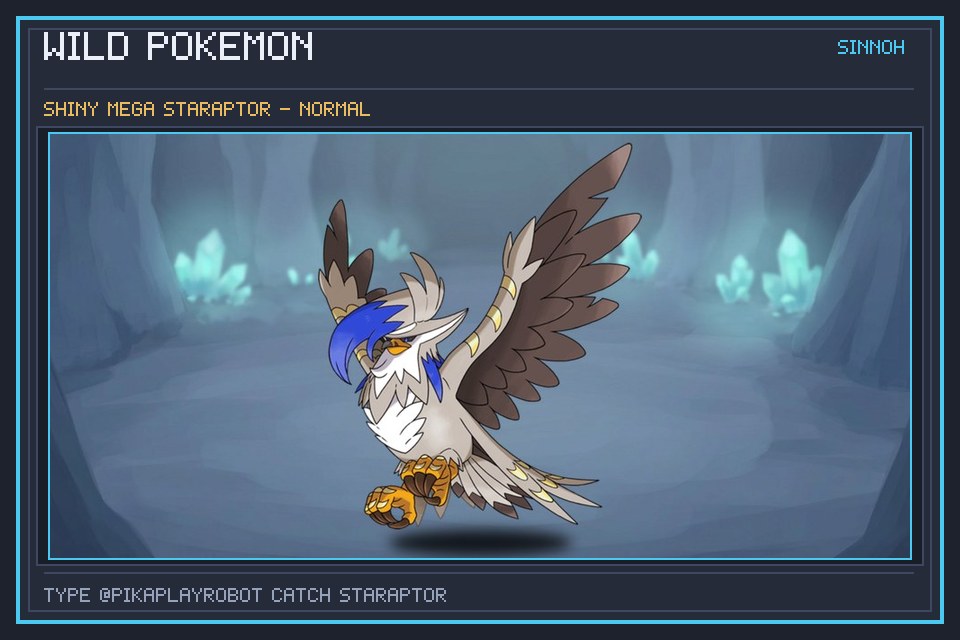 WILD POKEMON
SINNOH
SHINY MEGA STARAPTOR - NORMAL
TYPE @PIKAPLAYROBOT CATCH STARAPTOR